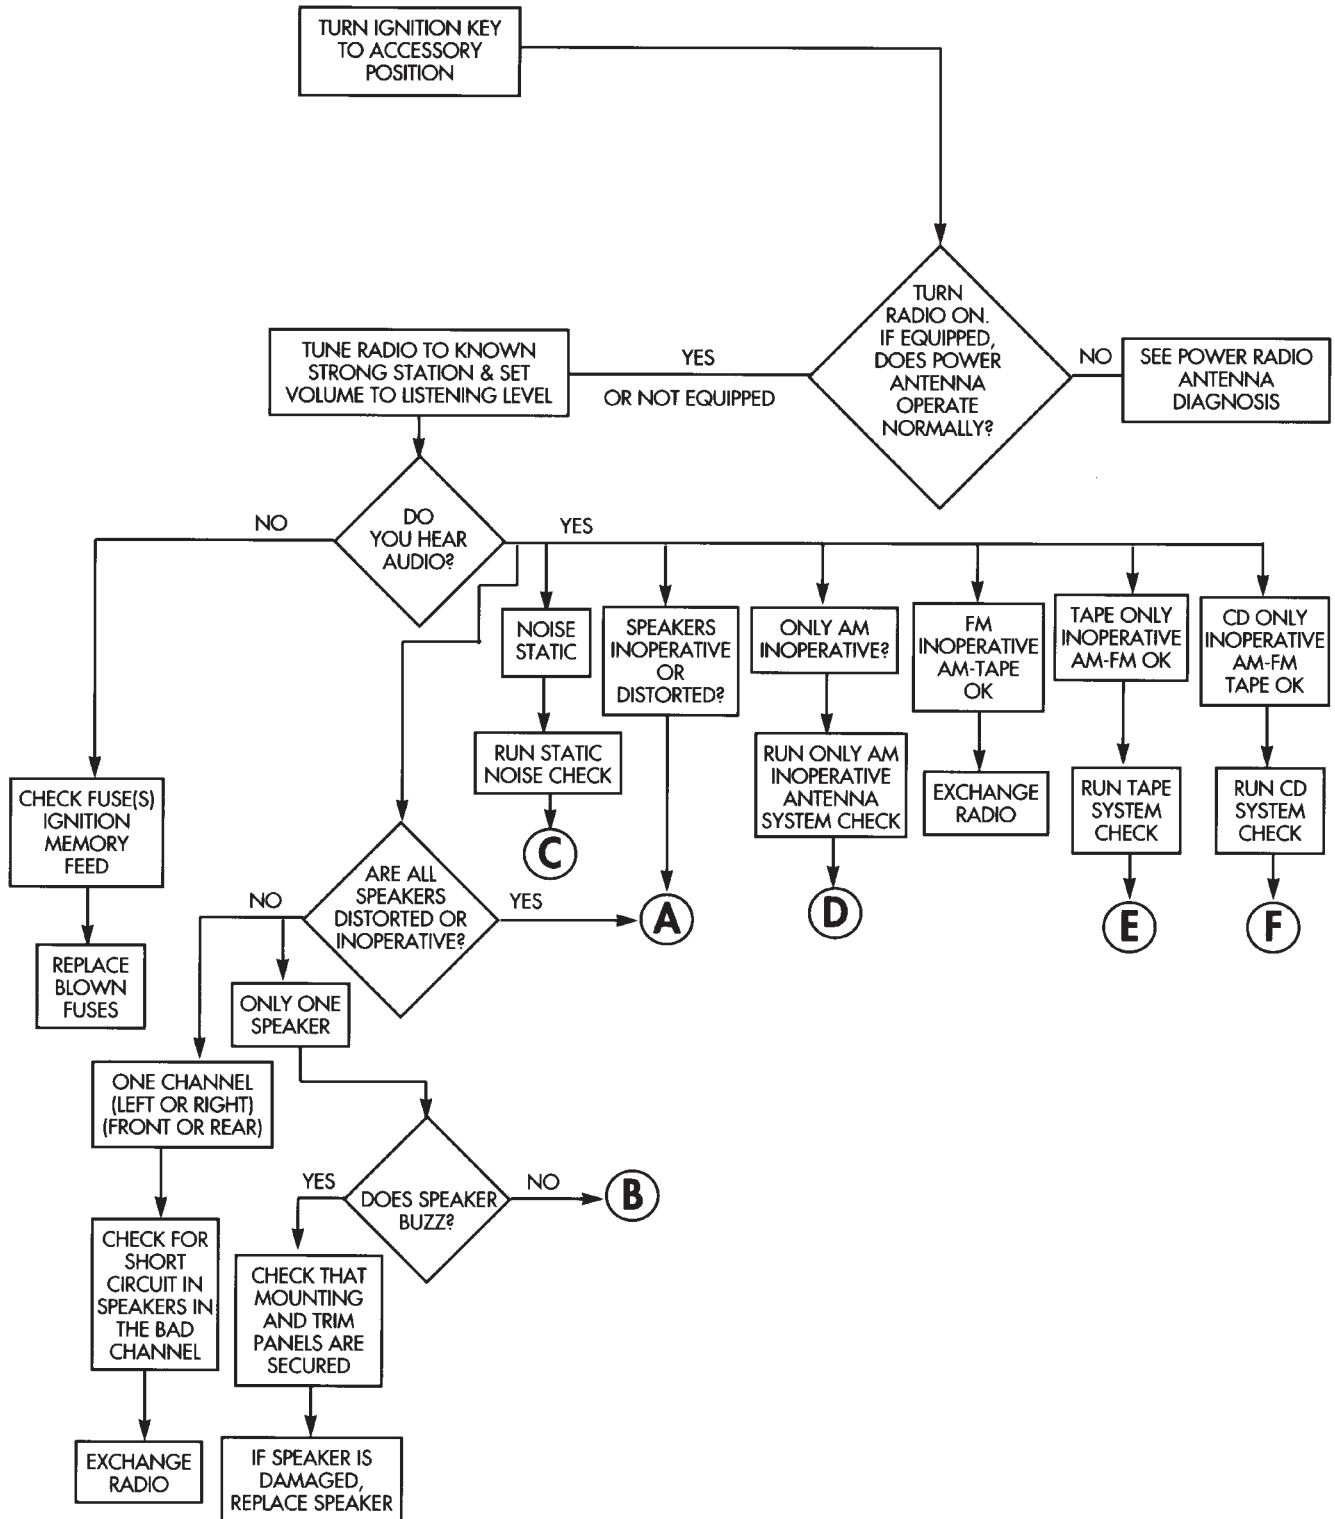 TURN IGNITION KEY
TO ACCESSORY
POSITION
TURN
RADIO ON.
IF EQUIPPED,
DOES POWER
ANTENNA
OPERATE
NORMALLY?
NO
SEE POWER RADIO
ANTENNA
DIAGNOSIS
YES
OR NOT EQUIPPED
TUNE RADIO TO KNOWN
STRONG STATION & SET
VOLUME TO LISTENING LEVEL
DO
YOU HEAR
AUDIO?
NO
YES
CHECK FUSE(S)
IGNITION
MEMORY
FEED
REPLACE
BLOWN
FUSES
NOISE
STATIC
RUN STATIC
NOISE CHECK
C
SPEAKERS
INOPERATIVE
OR
DISTORTED?
A
ONLY AM
INOPERATIVE?
RUN ONLY AM
INOPERATIVE
ANTENNA
SYSTEM CHECK
D
FM
INOPERATIVE
AM-TAPE
OK
EXCHANGE
RADIO
TAPE ONLY
INOPERATIVE
AM-FM OK
RUN TAPE
SYSTEM
CHECK
E
CD ONLY
INOPERATIVE
AM-FM
TAPE OK
RUN CD
SYSTEM
CHECK
F
ARE ALL
SPEAKERS
DISTORTED OR
INOPERATIVE?
YES
NO
ONLY ONE
SPEAKER
ONE CHANNEL
(LEFT OR RIGHT)
(FRONT OR REAR)
CHECK FOR
SHORT
CIRCUIT IN
SPEAKERS IN
THE BAD
CHANNEL
EXCHANGE
RADIO
DOES SPEAKER
BUZZ?
YES
NO
B
CHECK THAT
MOUNTING
AND TRIM
PANELS ARE
SECURED
IF SPEAKER IS
DAMAGED,
REPLACE SPEAKER